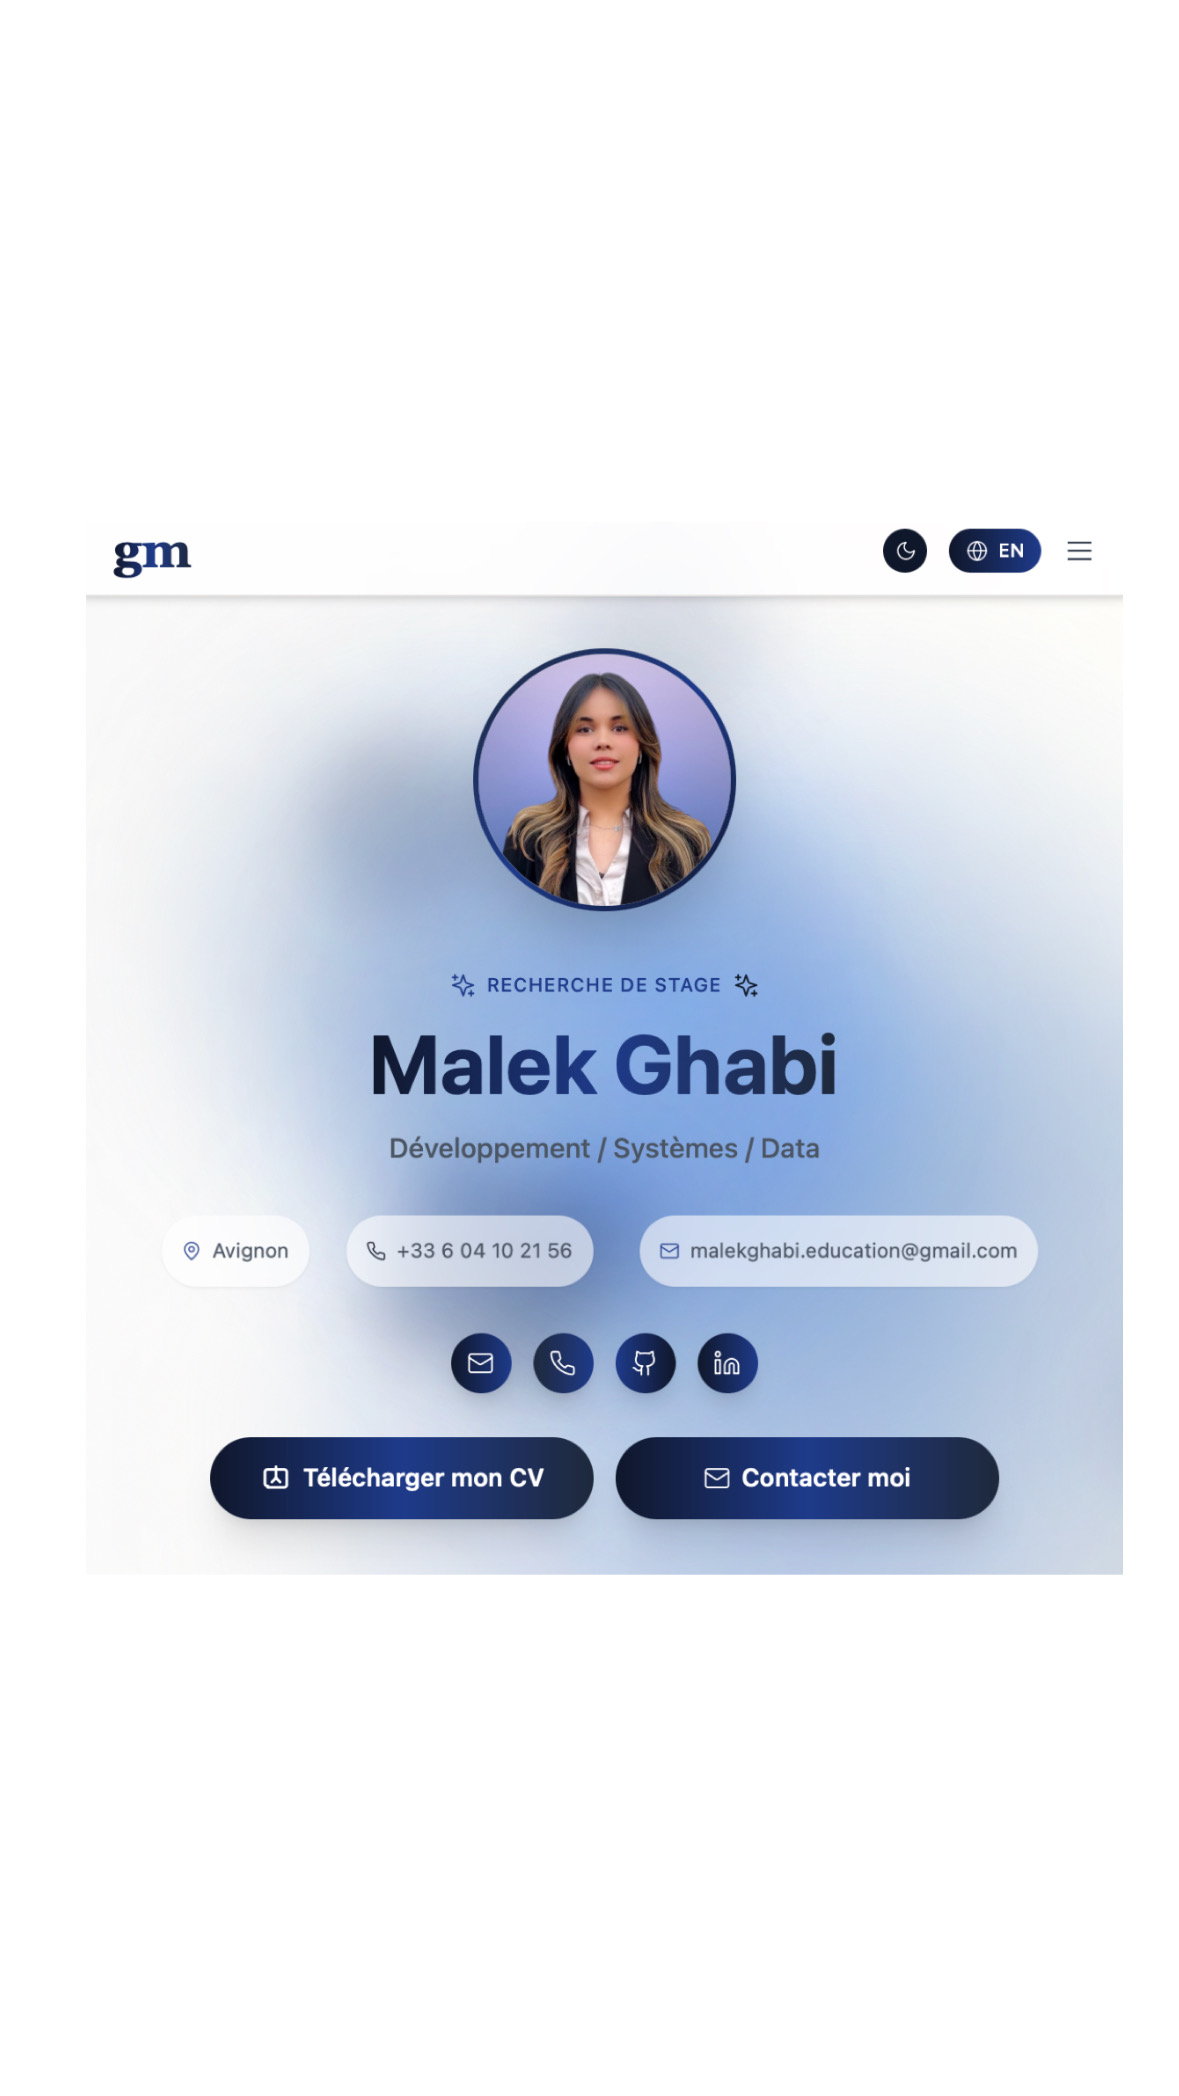 gm
EN
RECHERCHE DE STAGE
Malek Ghabi
Développement / Systèmes / Data
Avignon
+33 6 04 10 21 56
malekghabi.education@gmail.com
in
Télécharger mon CV
Contacter moi